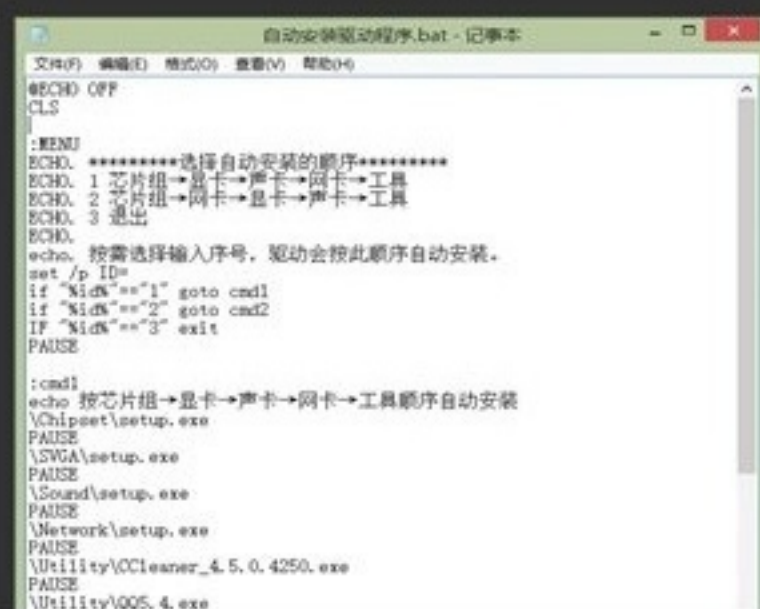 自动安装驱动程序.bat - 记事本
文件(F) 编辑(E) 格式(O) 查看(V) 帮助(H)
@ECHO OFF
CLS
:MENU
ECHO. *********选择自动安装的顺序*********
ECHO. 1 芯片组→显卡→声卡→网卡→工具
ECHO. 2 芯片组→网卡→显卡→声卡→工具
ECHO. 3 退出
ECHO.
echo. 按需选择输入序号，驱动会按此顺序自动安装。
set /p ID=
if "%id%"=="1" goto cmd1
if "%id%"=="2" goto cmd2
IF "%id%"=="3" exit
PAUSE
:cmd1
echo 按芯片组→显卡→声卡→网卡→工具顺序自动安装
\Chipset\setup.exe
PAUSE
\SVGA\setup.exe
PAUSE
\Sound\setup.exe
PAUSE
\Network\setup.exe
PAUSE
\Utility\CCleaner_4.5.0.4250.exe
PAUSE
\Utility\QQ5.4.exe